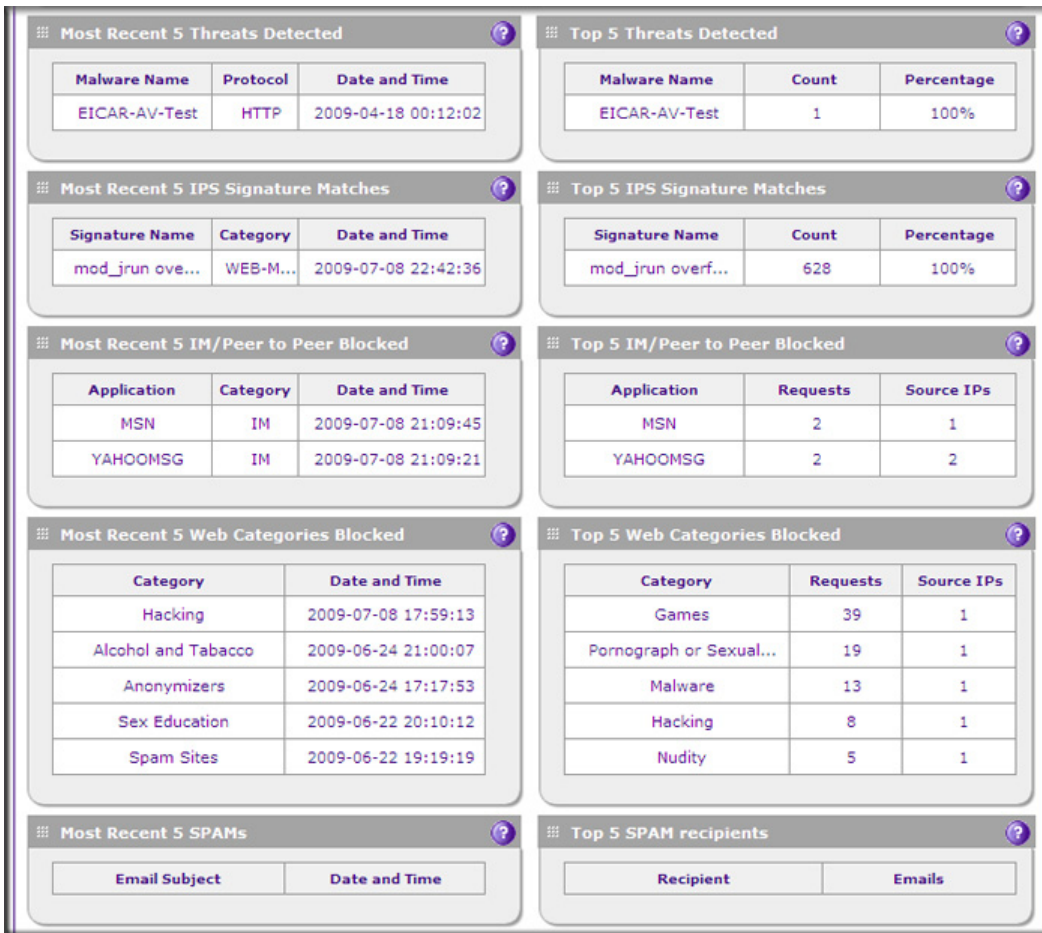 Most Recent 5 Threats Detected ?
Malware Name Protocol Date and Time
EICAR-AV-Test HTTP 2009-04-18 00:12:02
Top 5 Threats Detected ?
Malware Name Count Percentage
EICAR-AV-Test 1 100%
Most Recent 5 IPS Signature Matches ?
Signature Name Category Date and Time
mod_jrun ove... WEB-M... 2009-07-08 22:42:36
Top 5 IPS Signature Matches ?
Signature Name Count Percentage
mod_jrun overf... 628 100%
Most Recent 5 IM/Peer to Peer Blocked ?
Application Category Date and Time
MSN IM 2009-07-08 21:09:45
YAHOOMSG IM 2009-07-08 21:09:21
Top 5 IM/Peer to Peer Blocked ?
Application Requests Source IPs
MSN 2 1
YAHOOMSG 2 2
Most Recent 5 Web Categories Blocked ?
Category Date and Time
Hacking 2009-07-08 17:59:13
Alcohol and Tabacco 2009-06-24 21:00:07
Anonymizers 2009-06-24 17:17:53
Sex Education 2009-06-22 20:10:12
Spam Sites 2009-06-22 19:19:19
Top 5 Web Categories Blocked ?
Category Requests Source IPs
Games 39 1
Pornograph or Sexual... 19 1
Malware 13 1
Hacking 8 1
Nudity 5 1
Most Recent 5 SPAMs ?
Email Subject Date and Time
Top 5 SPAM recipients ?
Recipient Emails